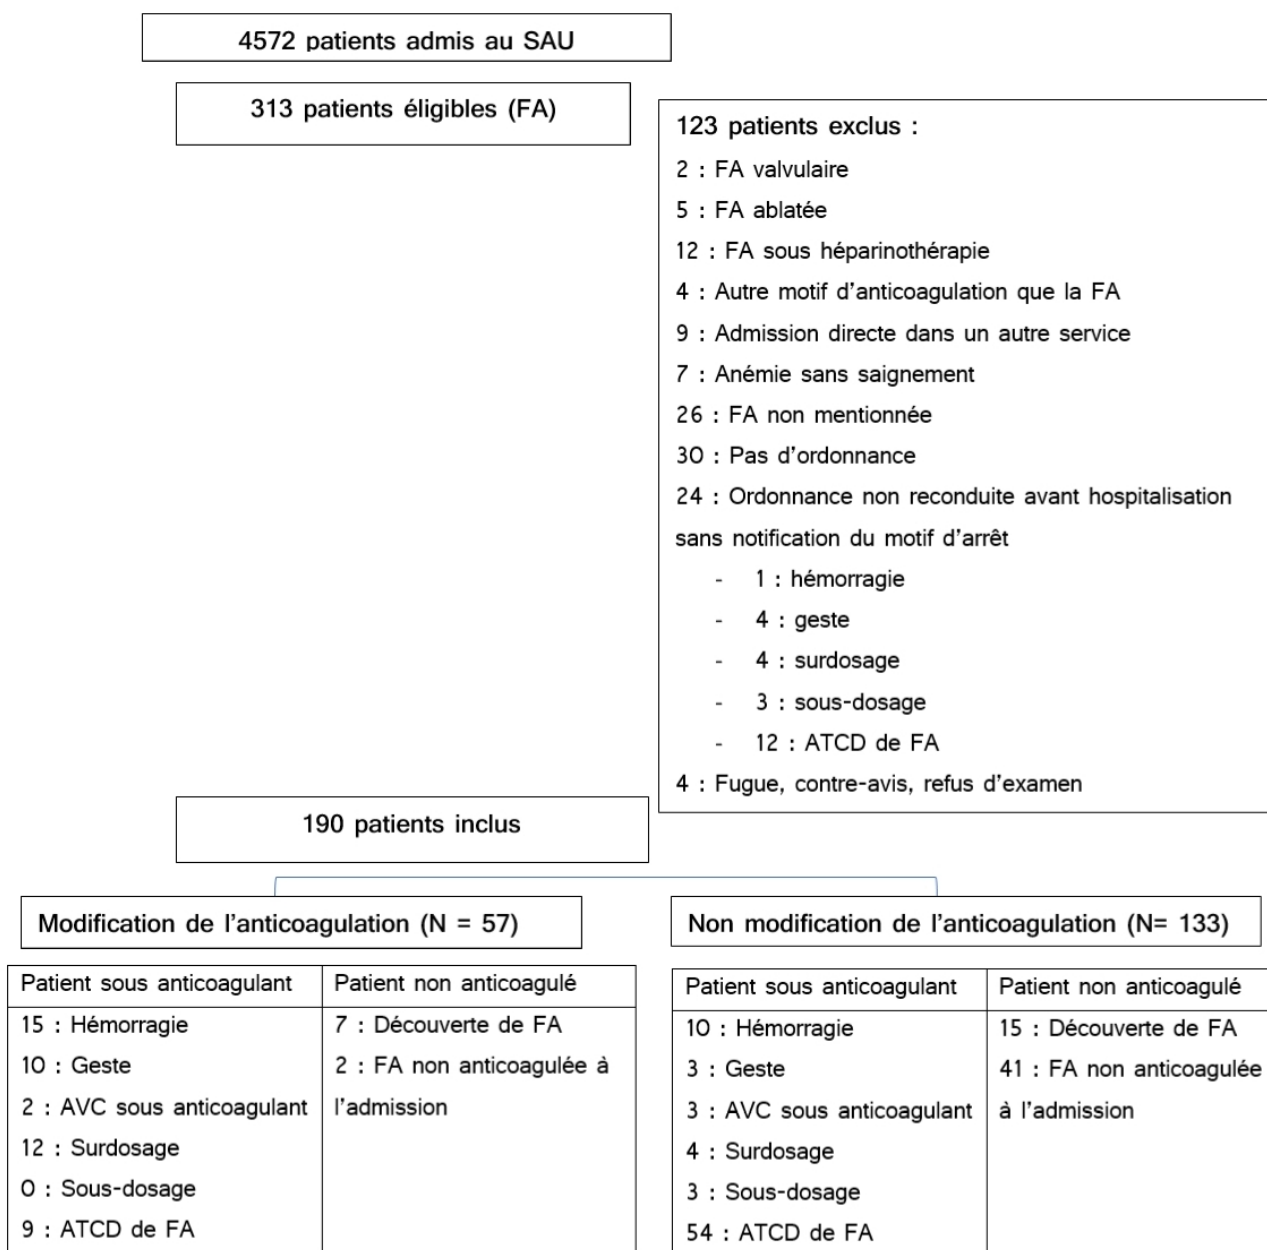 4572 patients admis au SAU
313 patients éligibles (FA)
123 patients exclus :
2 : FA valvulaire
5 : FA ablatée
12 : FA sous héparinothérapie
4 : Autre motif d'anticoagulation que la FA
9 : Admission directe dans un autre service
7 : Anémie sans saignement
26 : FA non mentionnée
30 : Pas d'ordonnance
24 : Ordonnance non reconduite avant hospitalisation
sans notification du motif d'arrêt
- 1 : hémorragie
- 4 : geste
- 4 : surdosage
- 3 : sous-dosage
- 12 : ATCD de FA
4 : Fugue, contre-avis, refus d'examen
190 patients inclus
Modification de l'anticoagulation (N = 57)
Patient sous anticoagulant
15 : Hémorragie
10 : Geste
2 : AVC sous anticoagulant
12 : Surdosage
0 : Sous-dosage
9 : ATCD de FA
Patient non anticoagulé
7 : Découverte de FA
2 : FA non anticoagulée à
l'admission
Non modification de l'anticoagulation (N= 133)
Patient sous anticoagulant
10 : Hémorragie
3 : Geste
3 : AVC sous anticoagulant
4 : Surdosage
3 : Sous-dosage
54 : ATCD de FA
Patient non anticoagulé
15 : Découverte de FA
41 : FA non anticoagulée
à l'admission